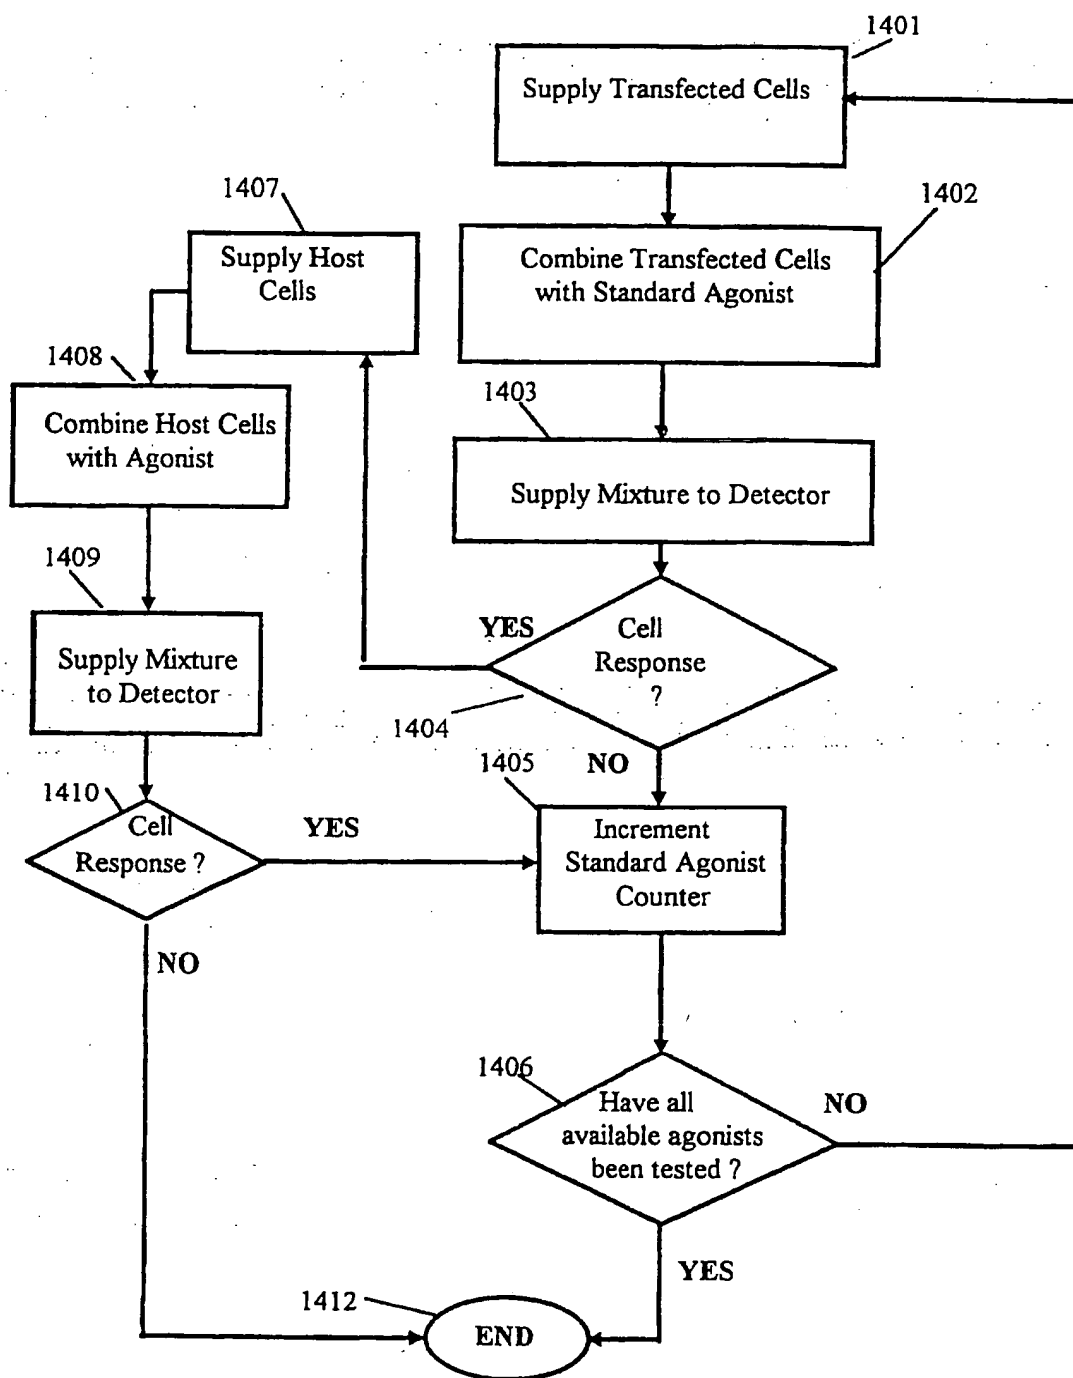 1401
Supply Transfected Cells
1402
Combine Transfected Cells
with Standard Agonist
1407
Supply Host
Cells
1408
Combine Host Cells
with Agonist
1403
Supply Mixture to Detector
1409
Supply Mixture
to Detector
YES
Cell
Response
?
1404
NO
1410
Cell
Response ?
YES
NO
1405
Increment
Standard Agonist
Counter
1406
Have all
available agonists
been tested ?
NO
YES
1412
END